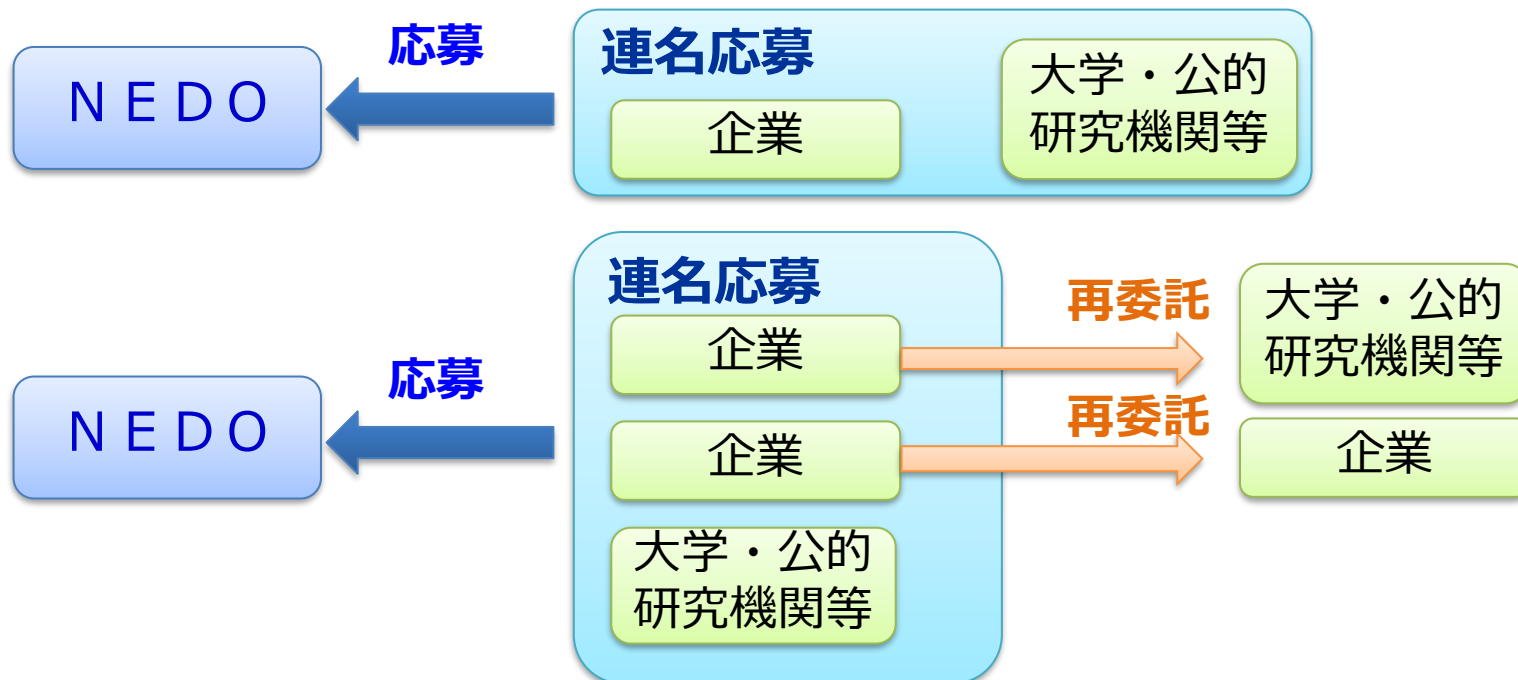 ＮＥＤＯ
応募
連名応募
企業
大学・公的
研究機関等
ＮＥＤＯ
応募
連名応募
企業
企業
大学・公的
研究機関等
再委託
再委託
大学・公的
研究機関等
企業